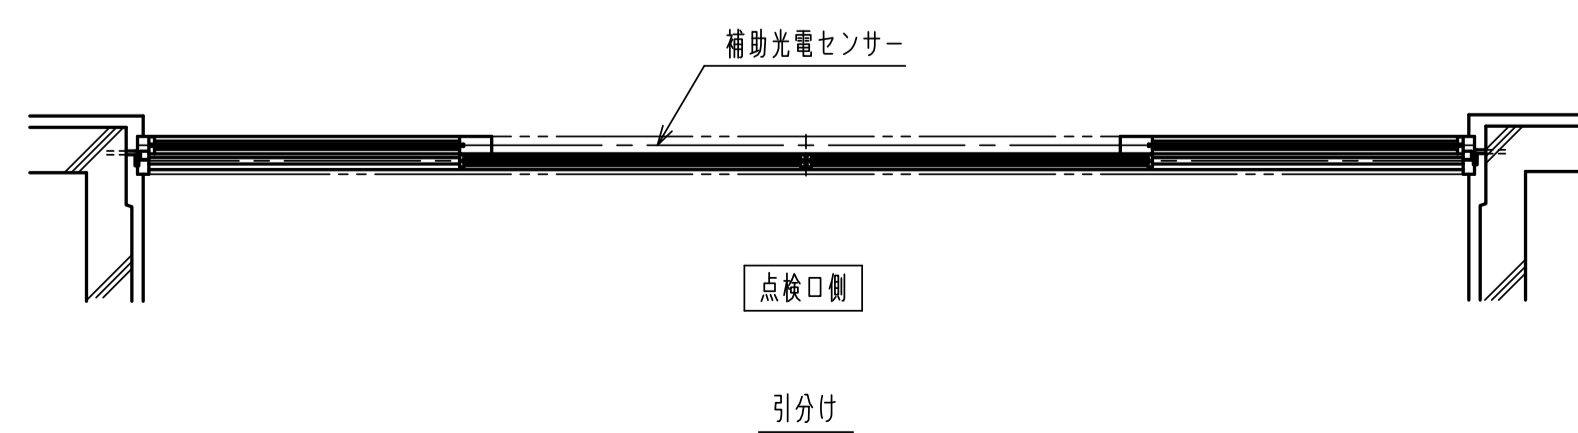 補助光電センサー
点検口側
引分け